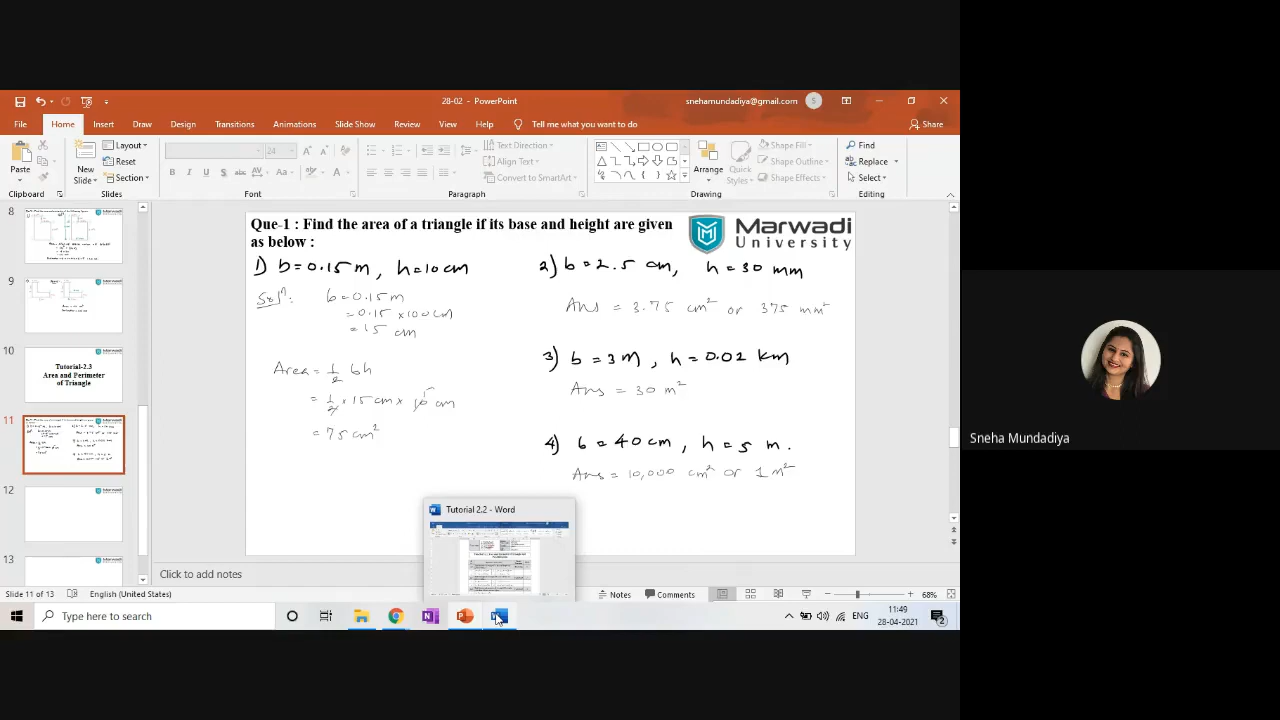 28-02 - PowerPoint
snehamundadiya@gmail.com
S
File Home Insert Draw Design Transitions Animations Slide Show Review View Help Tell me what you want to do
Share
Paste
New
Slide
Layout
Reset
Section
24
Text Direction
Align Text
Convert to SmartArt
Arrange
Quick
Styles
Shape Fill
Shape Outline
Shape Effects
Find
Replace
Select
Clipboard
Slides
Font
Paragraph
Drawing
Editing
8
9
10
Tutorial-2.3
Area and Perimeter
of Triangle
11
12
13
Que-1 : Find the area of a triangle if its base and height are given
as below :
Marwadi
University
1) b=0.15 m, h=10 cm
Solⁿ: b=0.15 m
=0.15 ×100 cm
=15 cm
Area = 1/2 bh
= 1/2 ×15 cm × 10 5 cm
= 75 cm²
2) b=2.5 cm, h=30 mm
Ans = 3.75 cm² or 375 mm²
3) b=3 m, h=0.02 km
Ans = 30 m²
4) b=40 cm, h=5 m.
Ans = 10,000 cm² or 1 m²
Tutorial 2.2 - Word
Click to add notes
Slide 11 of 13
English (United States)
Notes
Comments
68%
Type here to search
ENG
11:49
28-04-2021
2
Sneha Mundadiya